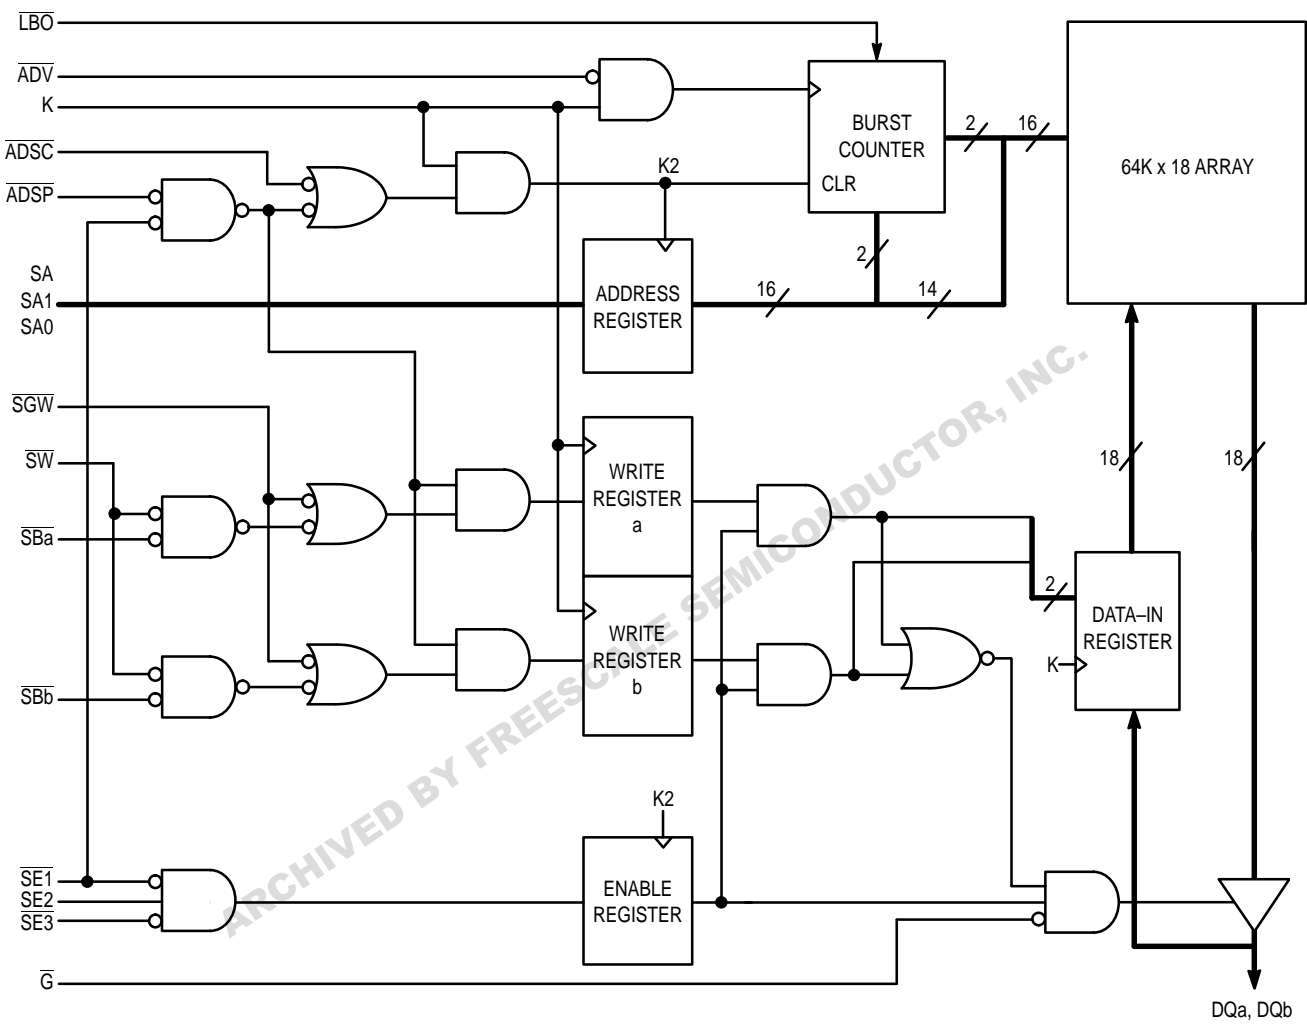 LBO
ADV
K
ADSC
ADSP
SA
SA1
SA0
SGW
SW
SBa
SBb
SE1
SE2
SE3
G
BURST
COUNTER
CLR
K2
2
16
64K x 18 ARRAY
2
ADDRESS
REGISTER
16
14
WRITE
REGISTER
a
WRITE
REGISTER
b
18
18
2
DATA–IN
REGISTER
K
K2
ENABLE
REGISTER
DQa, DQb
ARCHIVED BY FREESCALE SEMICONDUCTOR, INC.